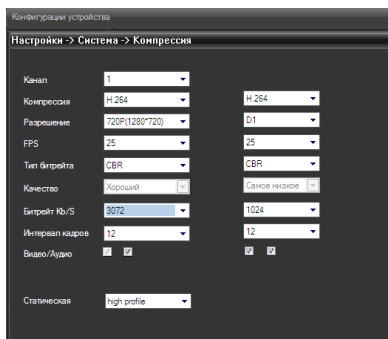 Конфигурации устройства
Настройки -> Система -> Компрессия
Канал 1
Компрессия H.264 H.264
Разрешение 720P(1280*720) D1
FPS 25 25
Тип битрейта CBR CBR
Качество Хороший Самое низкое
Битрейт Kb/S 3072 1024
Интервал кадров 12 12
Видео/Аудио
Статическая high profile